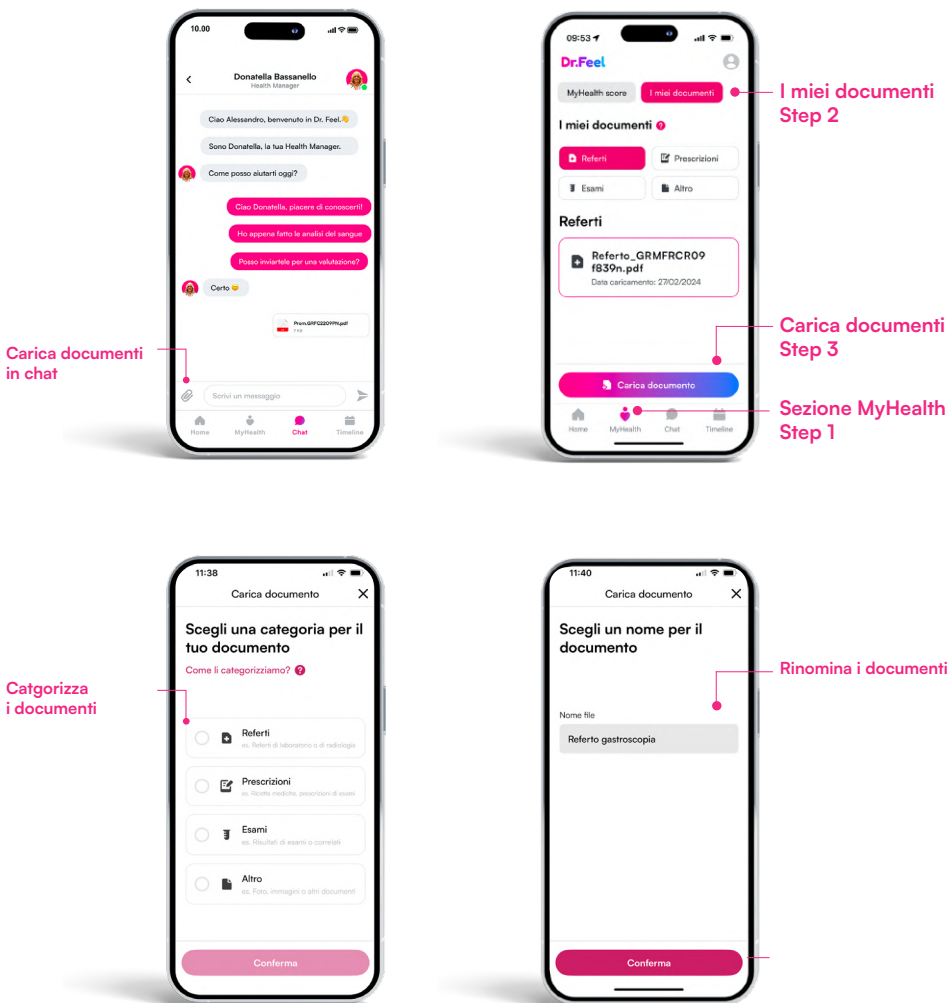 10.00
Donatella Bassanello
Health Manager
Ciao Alessandro, benvenuto in Dr. Feel.👋
Sono Donatella, la tua Health Manager.
Come posso aiutarti oggi?
Ciao Donatella, piacere di conoscerti!
Ho appena fatto le analisi del sangue
Posso inviartele per una valutazione?
Certo 😊
Carica documenti
in chat
Scrivi un messaggio
Home MyHealth Chat Timeline
09:53
Dr.Feel
MyHealth score I miei documenti
I miei documenti
Step 2
I miei documenti ?
Referti Prescrizioni
Esami Altro
Referti
Referto_GRMFRCR09
f839n.pdf
Data caricamento: 27/02/2024
Carica documenti
Step 3
Carica documento
Sezione MyHealth
Step 1
Home MyHealth Chat Timeline
11:38
Carica documento
Scegli una categoria per il
tuo documento
Come li categorizziamo? ?
Catgorizza
i documenti
Referti
es. Referti di laboratorio o di radiologia
Prescrizioni
es. Ricette mediche, prescrizioni di esami
Esami
es. Risultati di esami o correlati
Altro
es. Foto, immagini o altri documenti
Conferma
11:40
Carica documento
Scegli un nome per il
documento
Rinomina i documenti
Nome file
Referto gastroscopia
Conferma